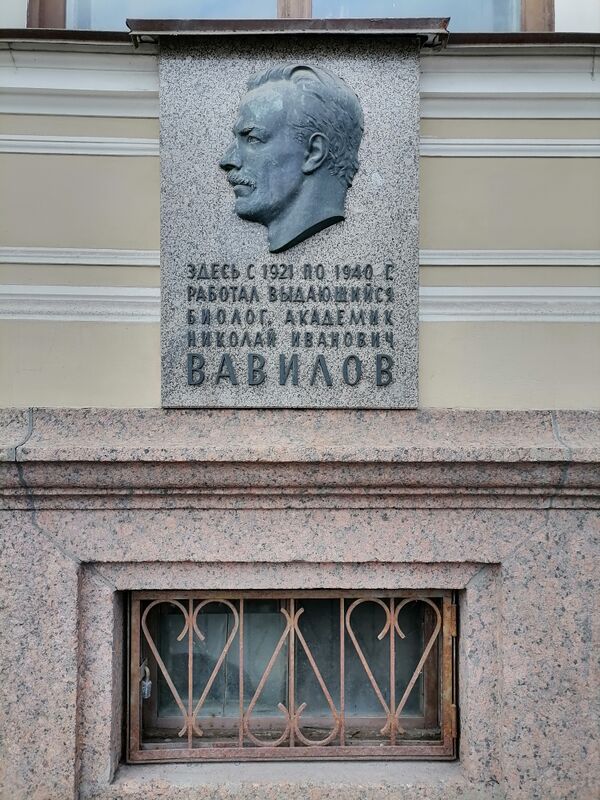 ЗДЕСЬ С 1921 ПО 1940 С
РАБОТАЛ ВЫДАЮЩИЙСЯ
БИОЛОГ, АКАДЕМИК
НИКОЛАЙ ИВАНОВИЧ
ВАВИЛОВ